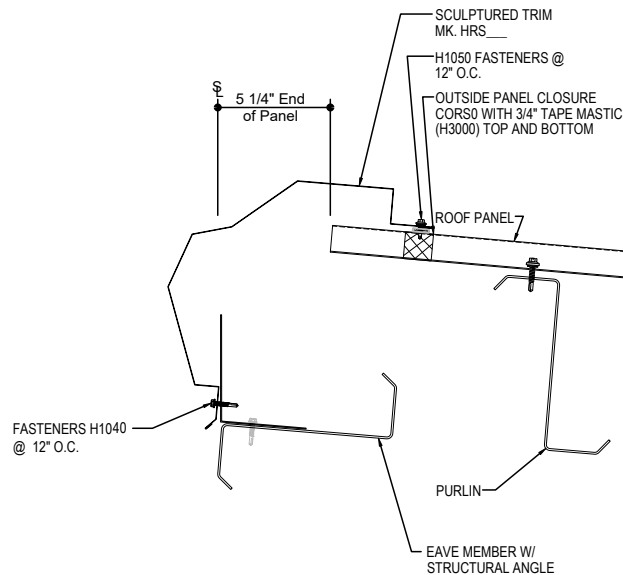 SCULPTURED TRIM
MK. HRS___
H1050 FASTENERS @
12" O.C.
OUTSIDE PANEL CLOSURE
CORS0 WITH 3/4" TAPE MASTIC
(H3000) TOP AND BOTTOM
5 1/4" End
of Panel
ROOF PANEL
FASTENERS H1040
@ 12" O.C.
PURLIN
EAVE MEMBER W/
STRUCTURAL ANGLE